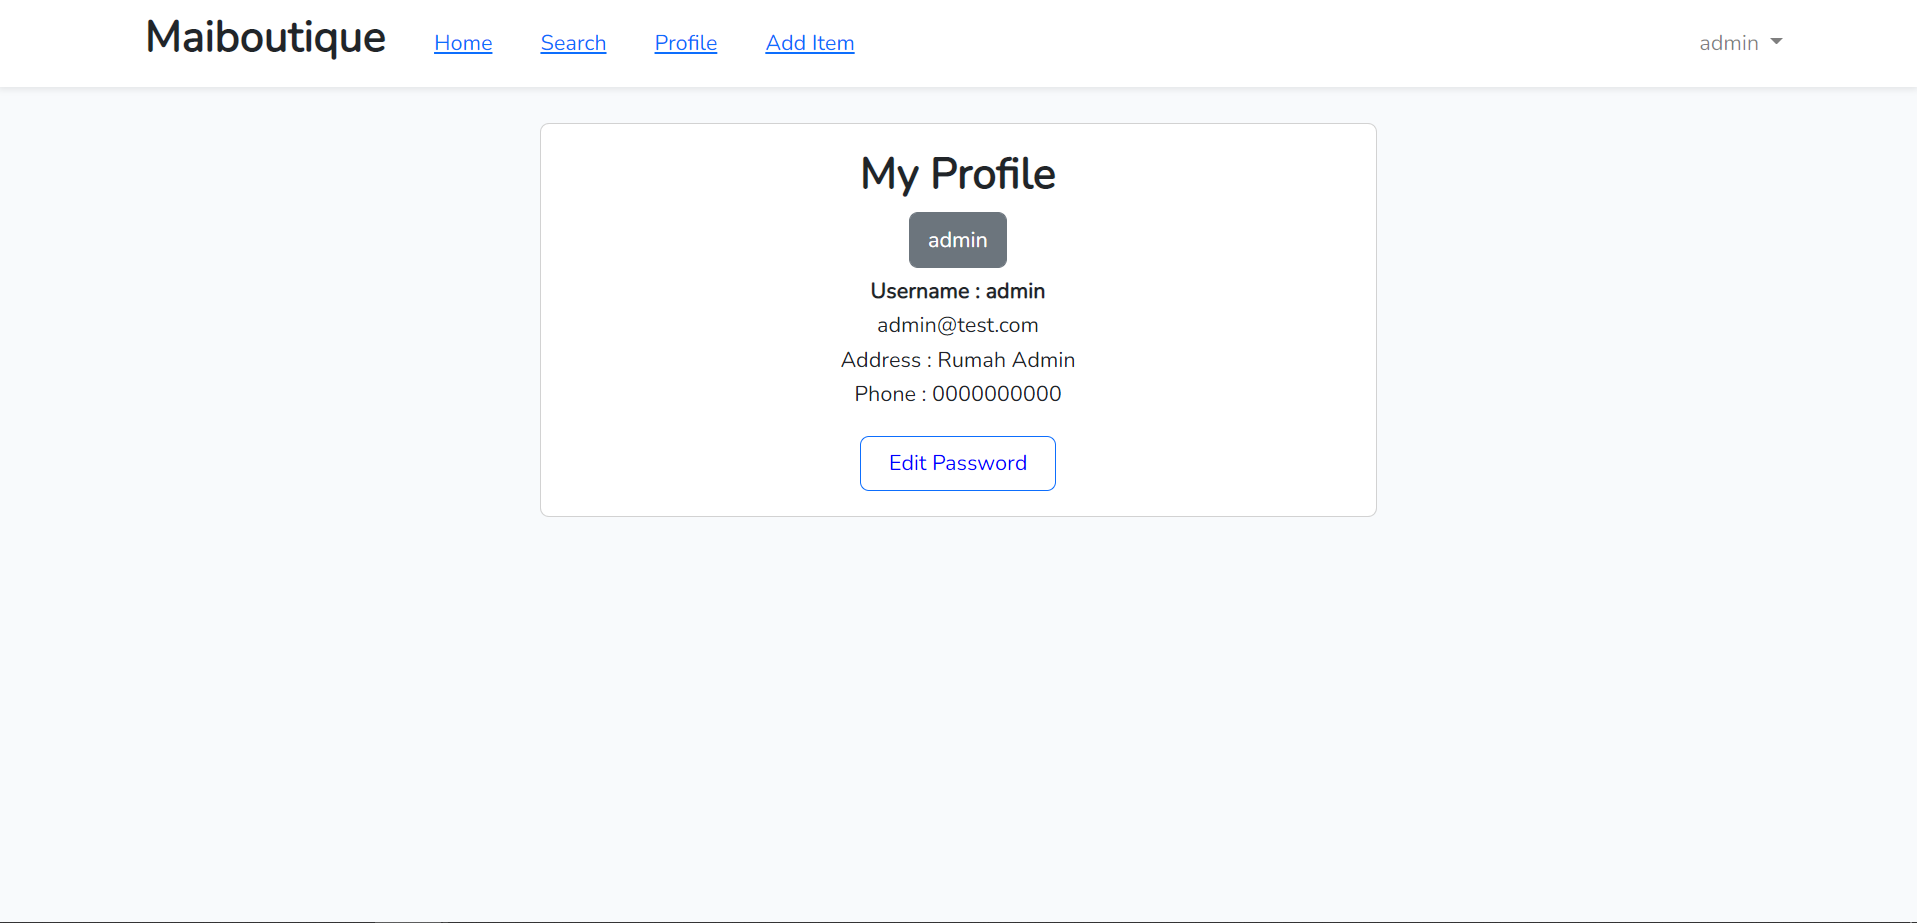 Maiboutique Home Search Profile Add Item admin
My Profile
admin
Username : admin
admin@test.com
Address : Rumah Admin
Phone : 0000000000
Edit Password